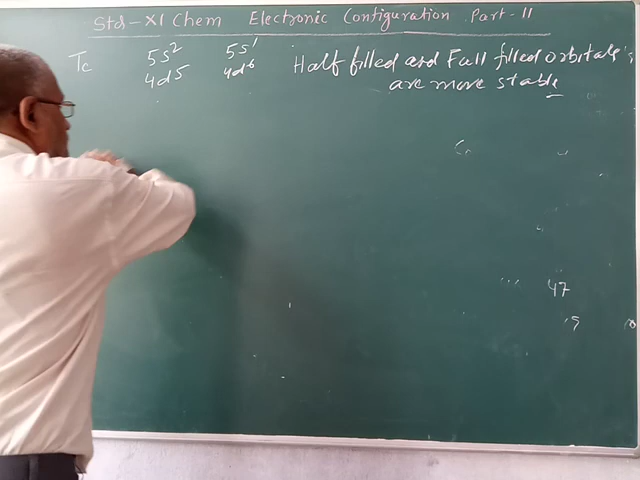 Std-XI Chem Electronic Configuration Part-II
Tc 5s² 5s¹ Half filled and Full filled orbitals
4d⁵ 4d⁶ are more stable
47